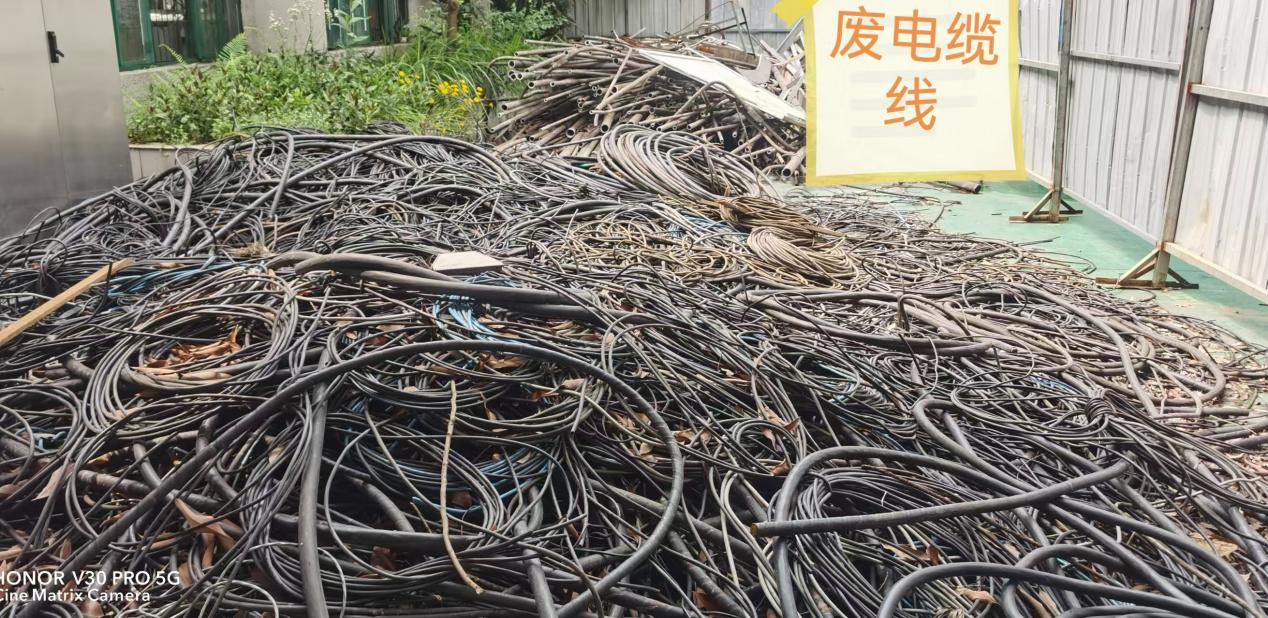 废电缆
线
HONOR V30 PRO 5G
Cine Matrix Camera